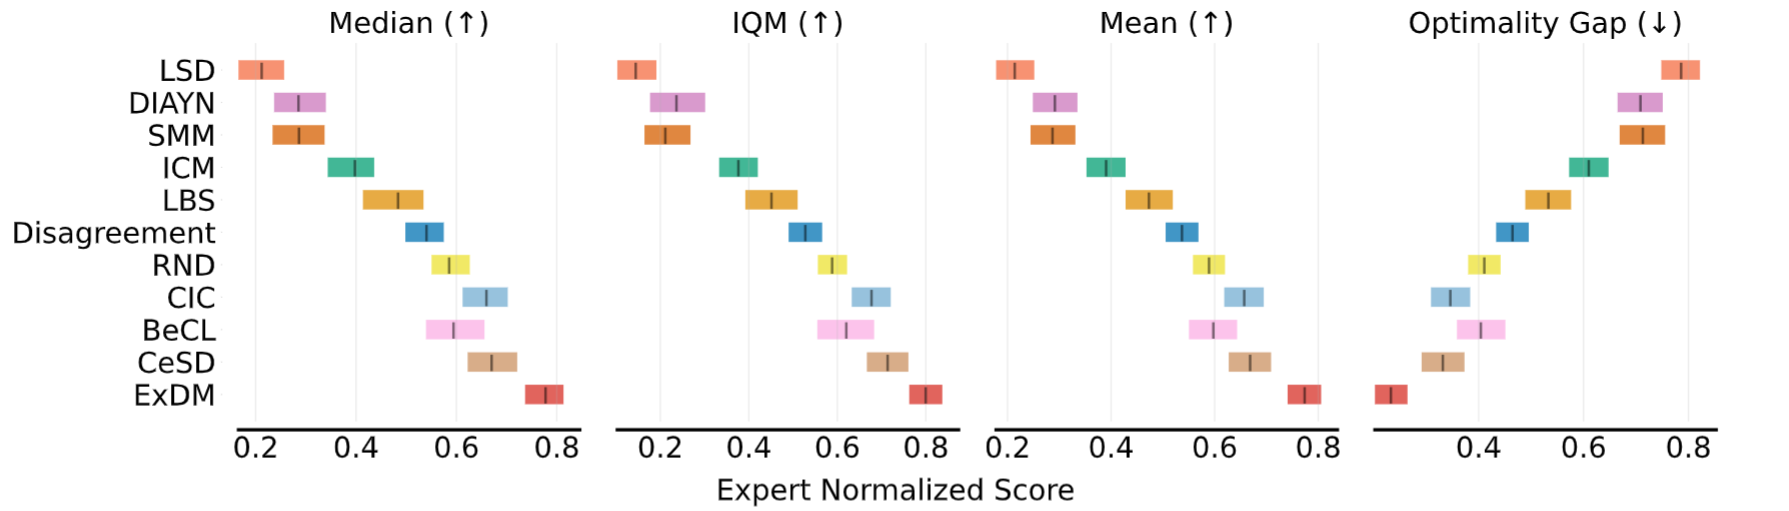 Median (↑) IQM (↑) Mean (↑) Optimality Gap (↓)
LSD
DIAYN
SMM
ICM
LBS
Disagreement
RND
CIC
BeCL
CeSD
ExDM
0.2 0.4 0.6 0.8 0.2 0.4 0.6 0.8 0.2 0.4 0.6 0.8 0.4 0.6 0.8
Expert Normalized Score